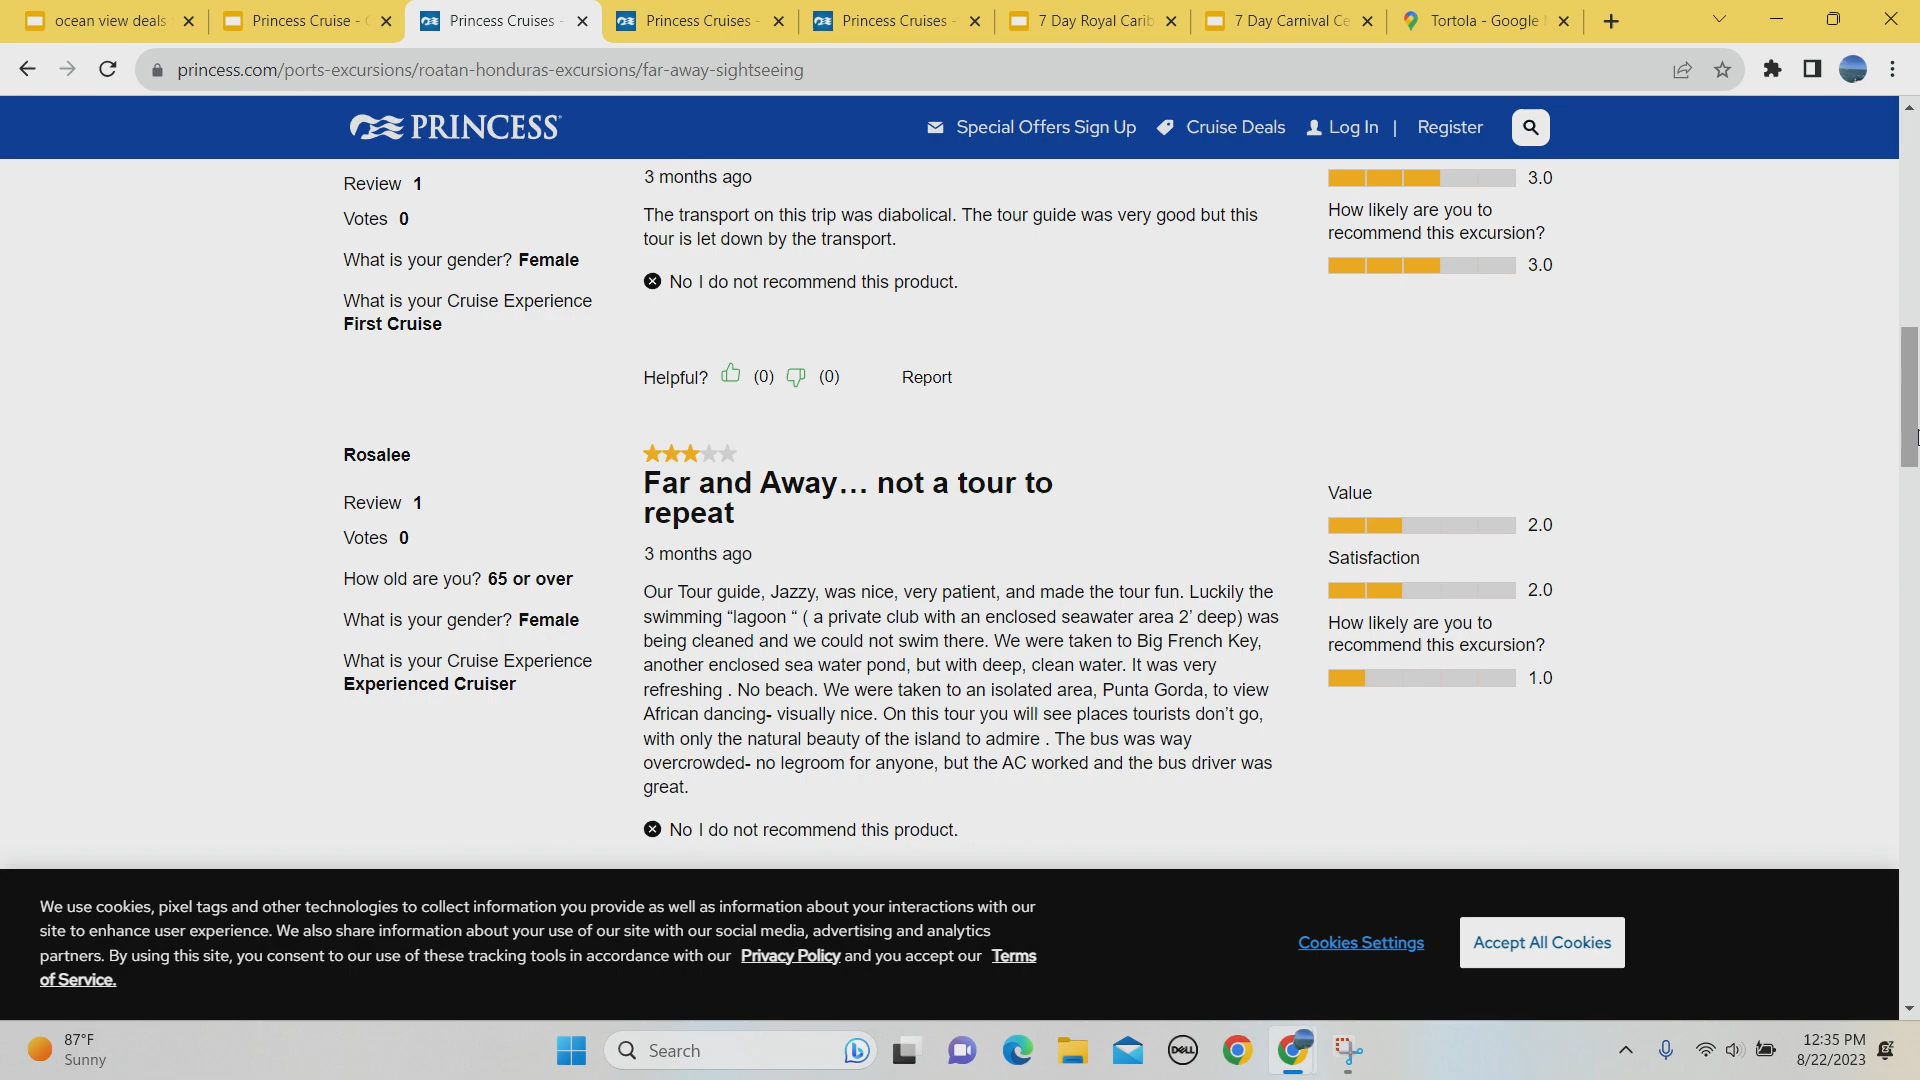 ocean view deals
Princess Cruise -
Princess Cruises -
Princess Cruises -
Princess Cruises -
7 Day Royal Carib
7 Day Carnival Ce
Tortola - Google
princess.com/ports-excursions/roatan-honduras-excursions/far-away-sightseeing
PRINCESS
Special Offers Sign Up
Cruise Deals
Log In |
Register
Review 1
Votes 0
What is your gender? Female
What is your Cruise Experience
First Cruise
3 months ago
The transport on this trip was diabolical. The tour guide was very good but this
tour is let down by the transport.
No I do not recommend this product.
Helpful? (0) (0) Report
3.0
How likely are you to
recommend this excursion?
3.0
Rosalee
Review 1
Votes 0
How old are you? 65 or over
What is your gender? Female
What is your Cruise Experience
Experienced Cruiser
Far and Away... not a tour to
repeat
3 months ago
Our Tour guide, Jazzy, was nice, very patient, and made the tour fun. Luckily the
swimming “lagoon “ ( a private club with an enclosed seawater area 2’ deep) was
being cleaned and we could not swim there. We were taken to Big French Key,
another enclosed sea water pond, but with deep, clean water. It was very
refreshing . No beach. We were taken to an isolated area, Punta Gorda, to view
African dancing- visually nice. On this tour you will see places tourists don’t go,
with only the natural beauty of the island to admire . The bus was way
overcrowded- no legroom for anyone, but the AC worked and the bus driver was
great.
No I do not recommend this product.
Value
2.0
Satisfaction
2.0
How likely are you to
recommend this excursion?
1.0
We use cookies, pixel tags and other technologies to collect information you provide as well as information about your interactions with our
site to enhance user experience. We also share information about your use of our site with our social media, advertising and analytics
partners. By using this site, you consent to our use of these tracking tools in accordance with our Privacy Policy and you accept our Terms
of Service.
Cookies Settings
Accept All Cookies
87°F
Sunny
Search
DELL
12:35 PM
8/22/2023